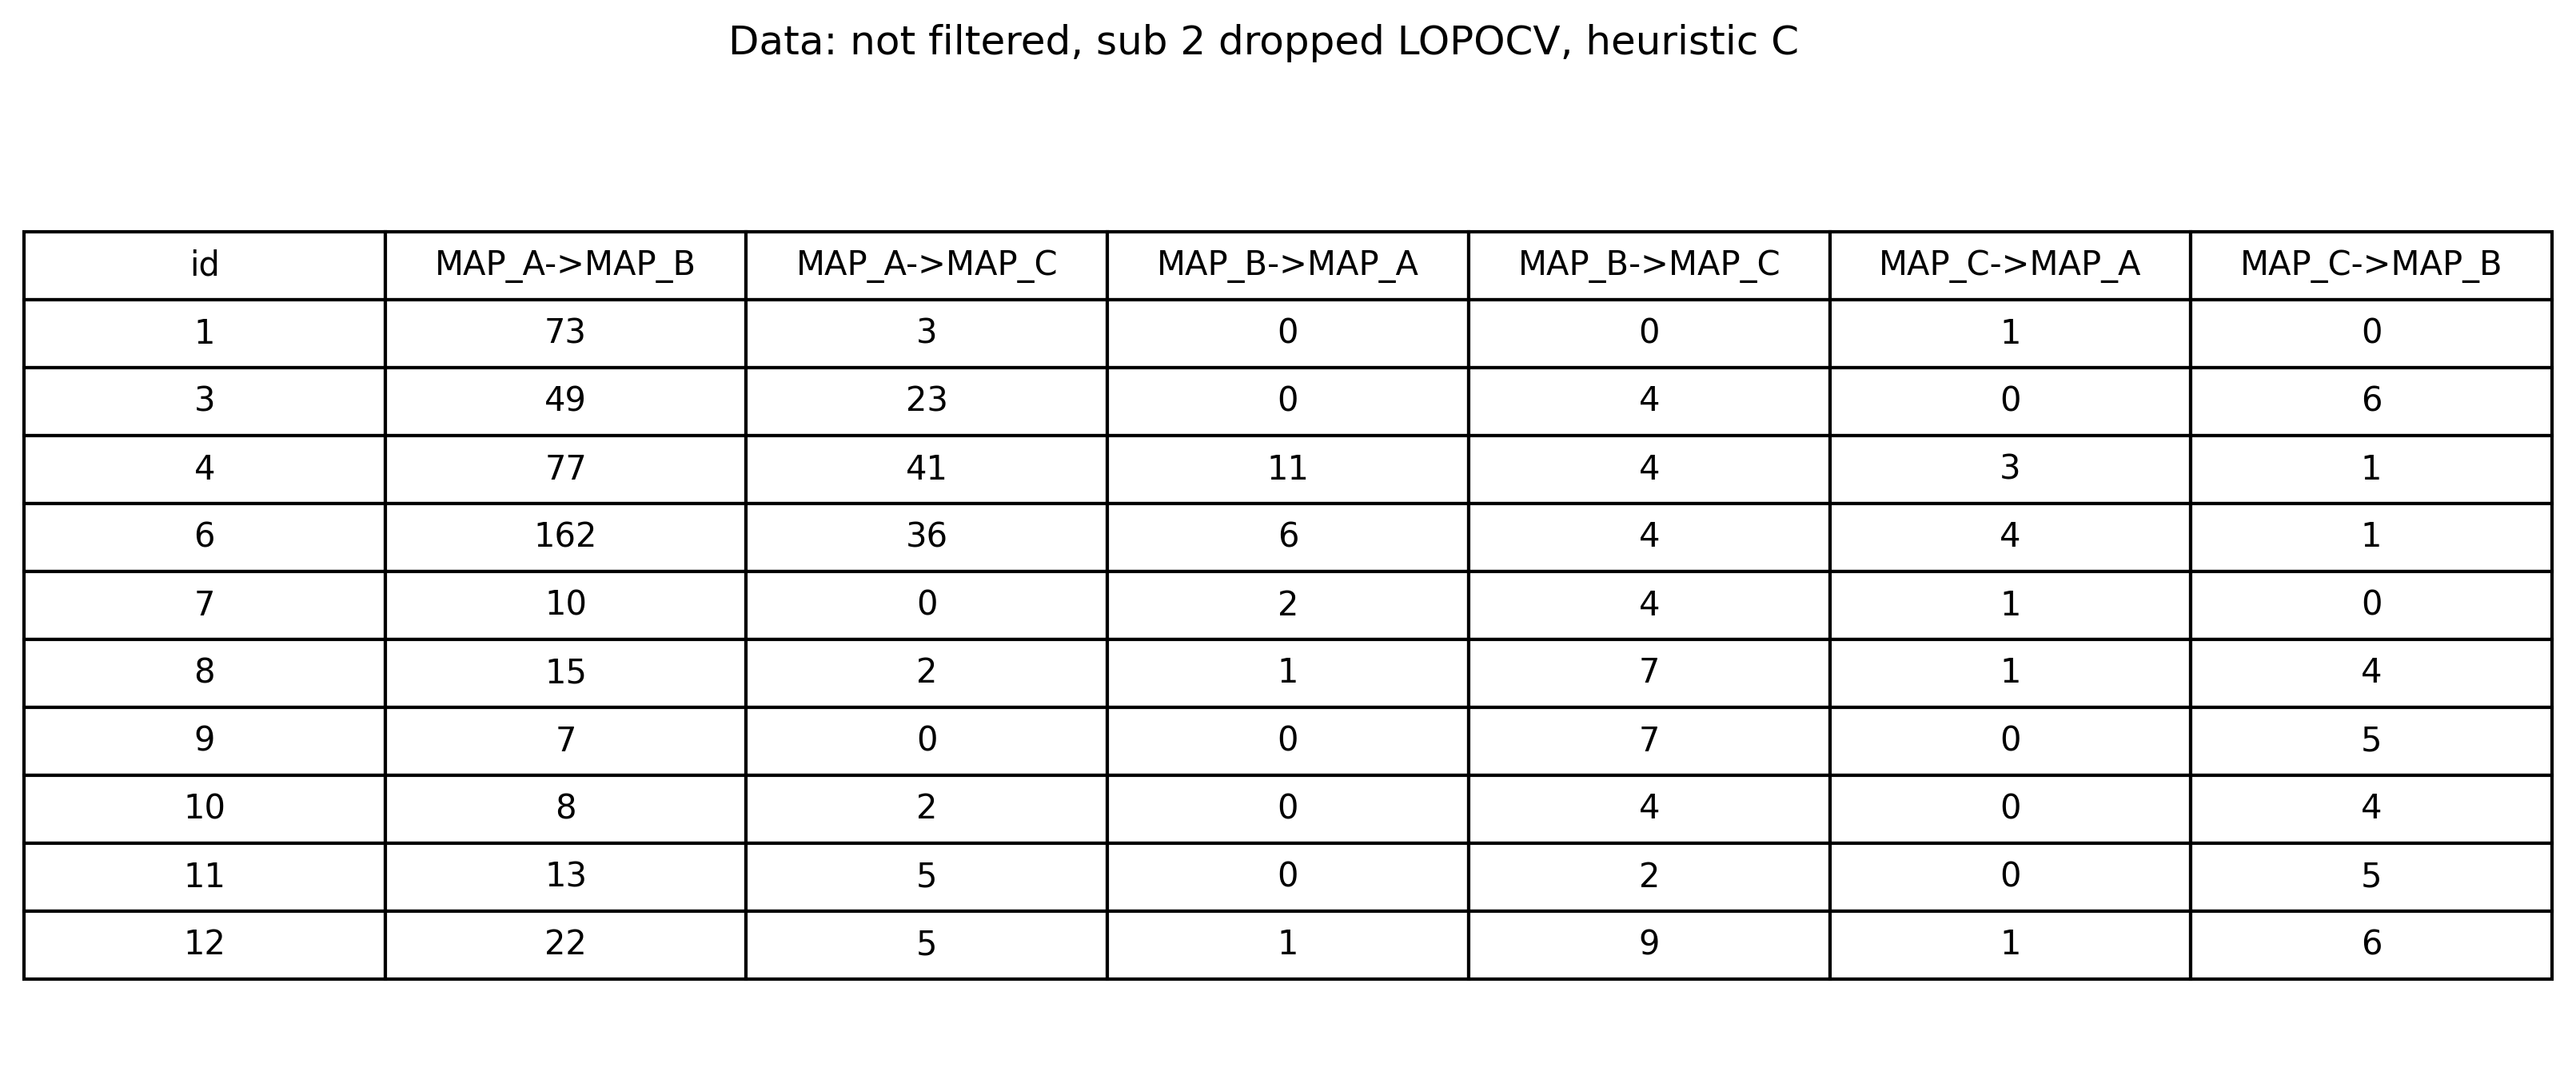 Data: not filtered, sub 2 dropped LOPOCV, heuristic C
id MAP_A->MAP_B MAP_A->MAP_C MAP_B->MAP_A MAP_B->MAP_C MAP_C->MAP_A MAP_C->MAP_B
1 73 3 0 0 1 0
3 49 23 0 4 0 6
4 77 41 11 4 3 1
6 162 36 6 4 4 1
7 10 0 2 4 1 0
8 15 2 1 7 1 4
9 7 0 0 7 0 5
10 8 2 0 4 0 4
11 13 5 0 2 0 5
12 22 5 1 9 1 6